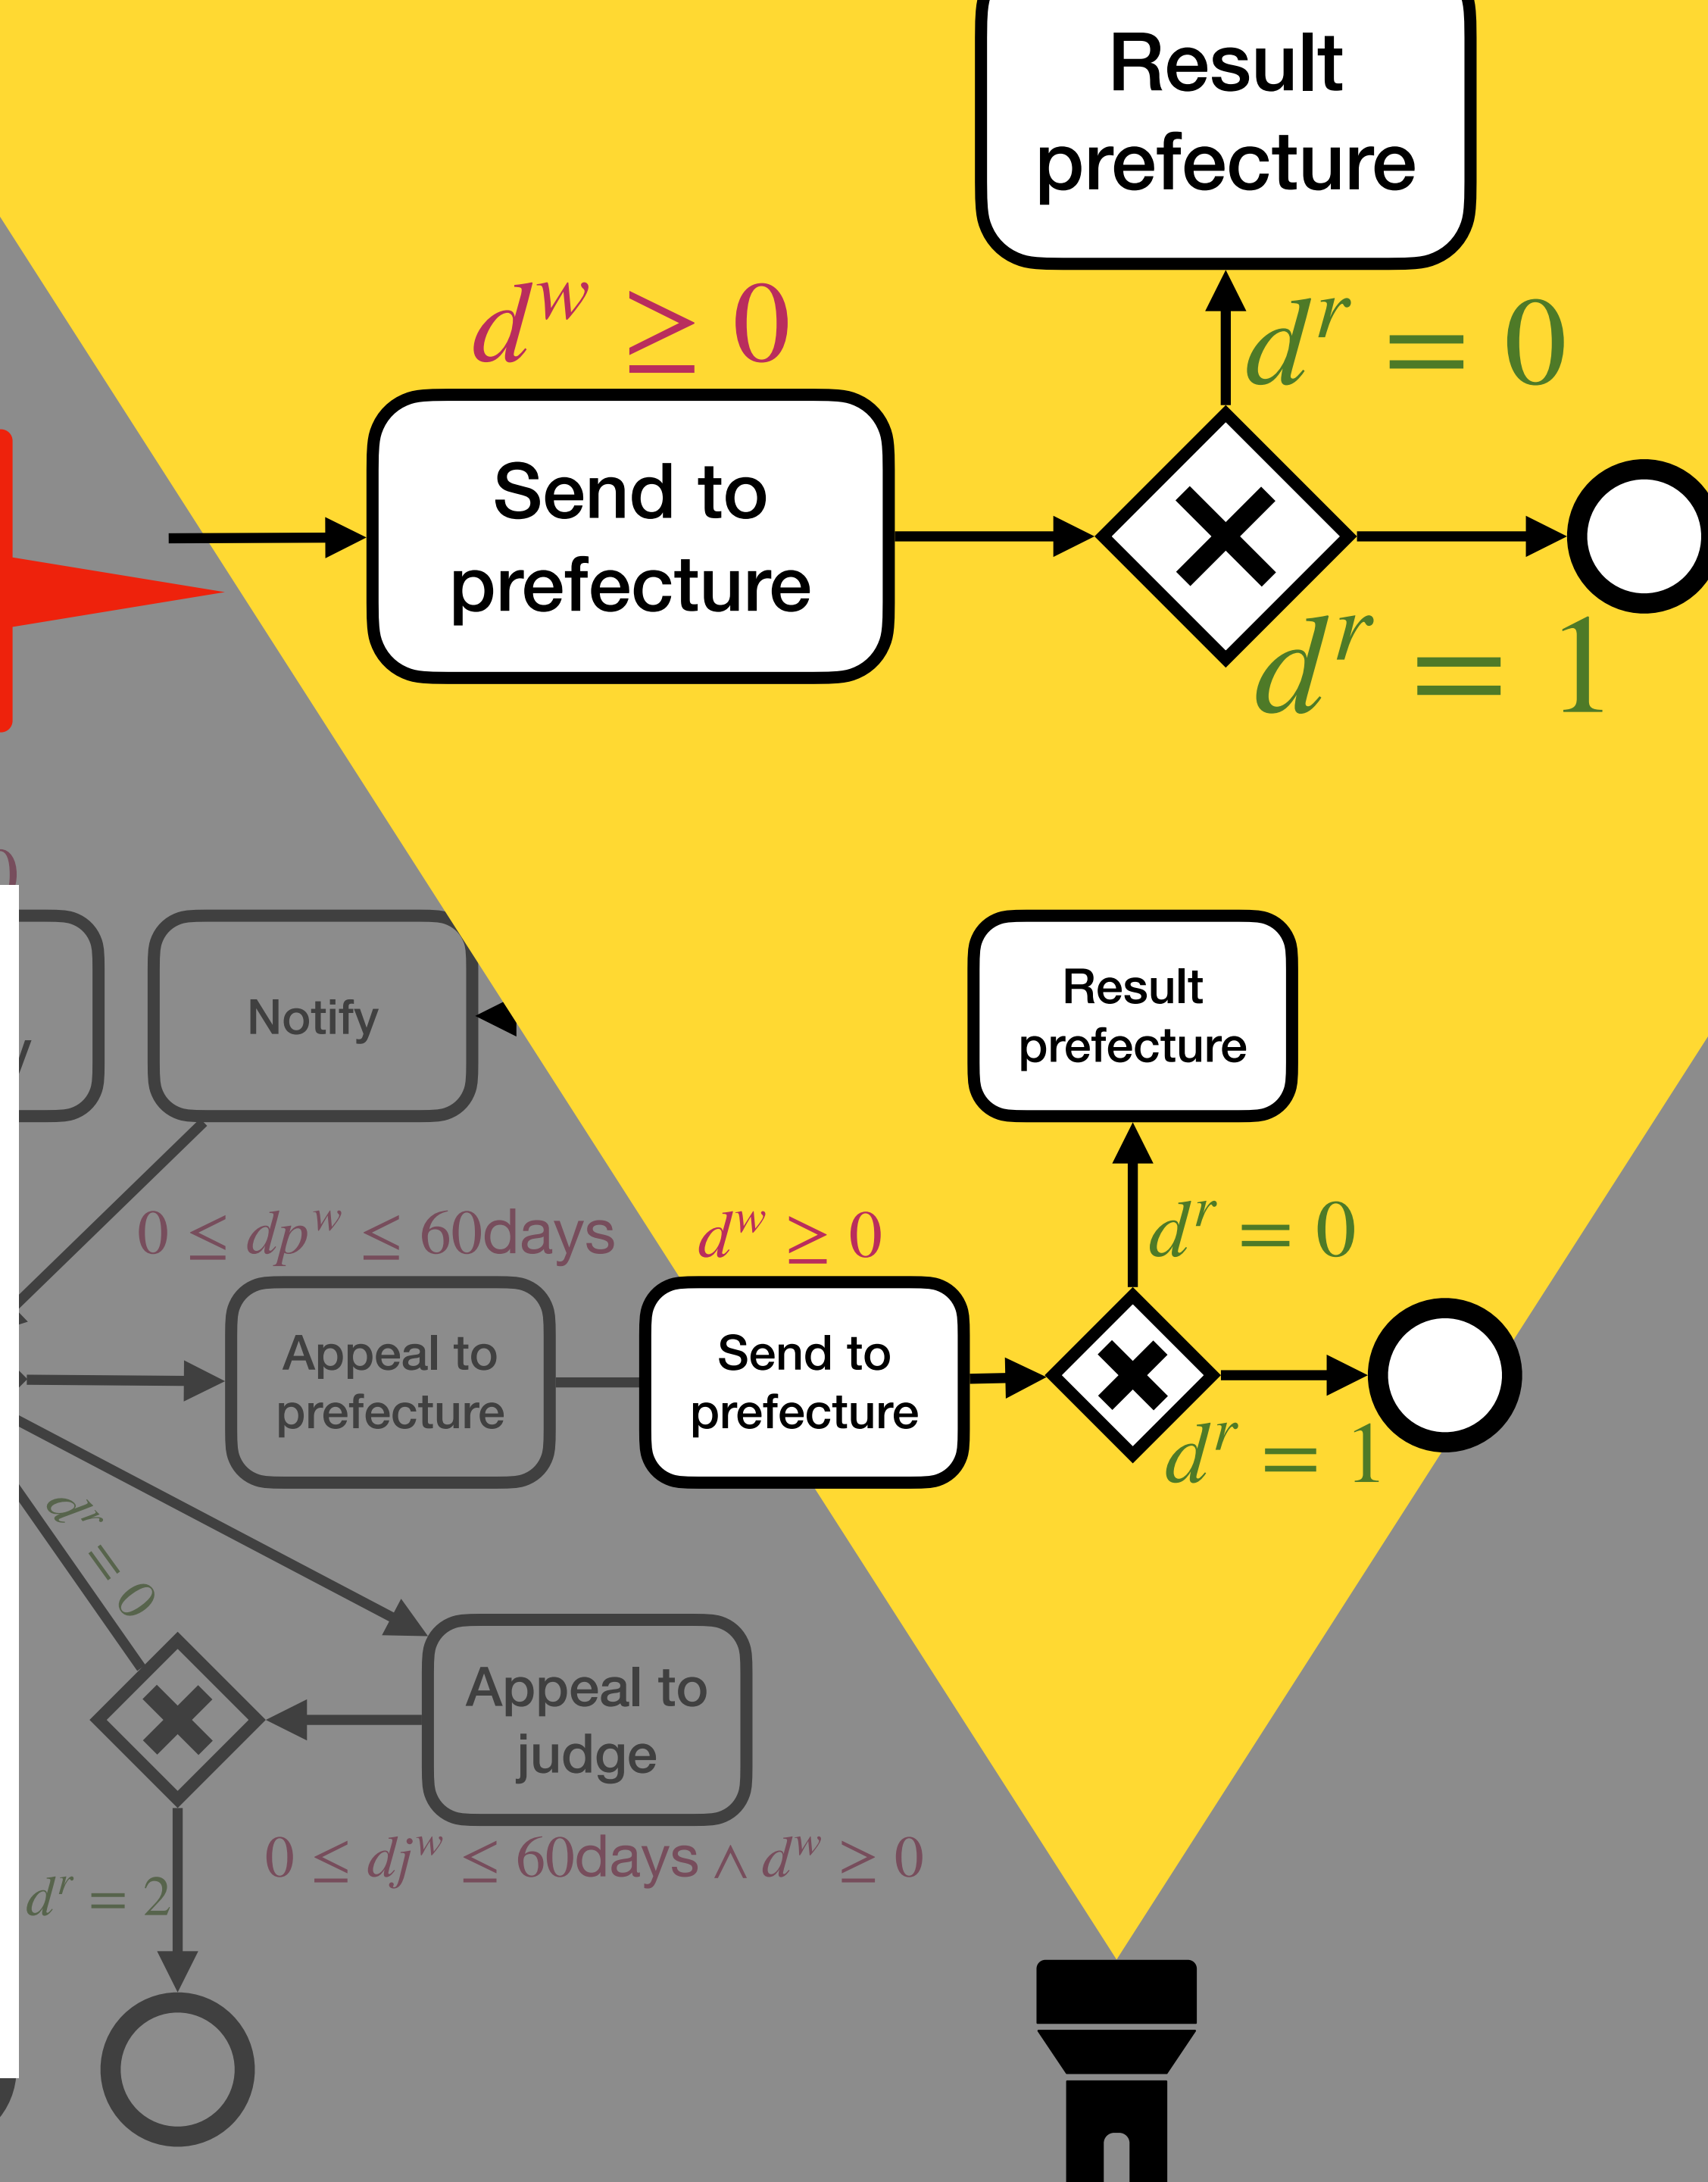 Result
prefecture
d^w ≥ 0
d^r = 0
Send to
prefecture
d^r = 1
Notify
Result
prefecture
0 ≤ dp^w ≤ 60days
d^w ≥ 0
d^r = 0
Appeal to
prefecture
Send to
prefecture
d^r = 1
d^r = 0
Appeal to
judge
0 ≤ dj^w ≤ 60days ∧ d^w ≥ 0
d^r = 2